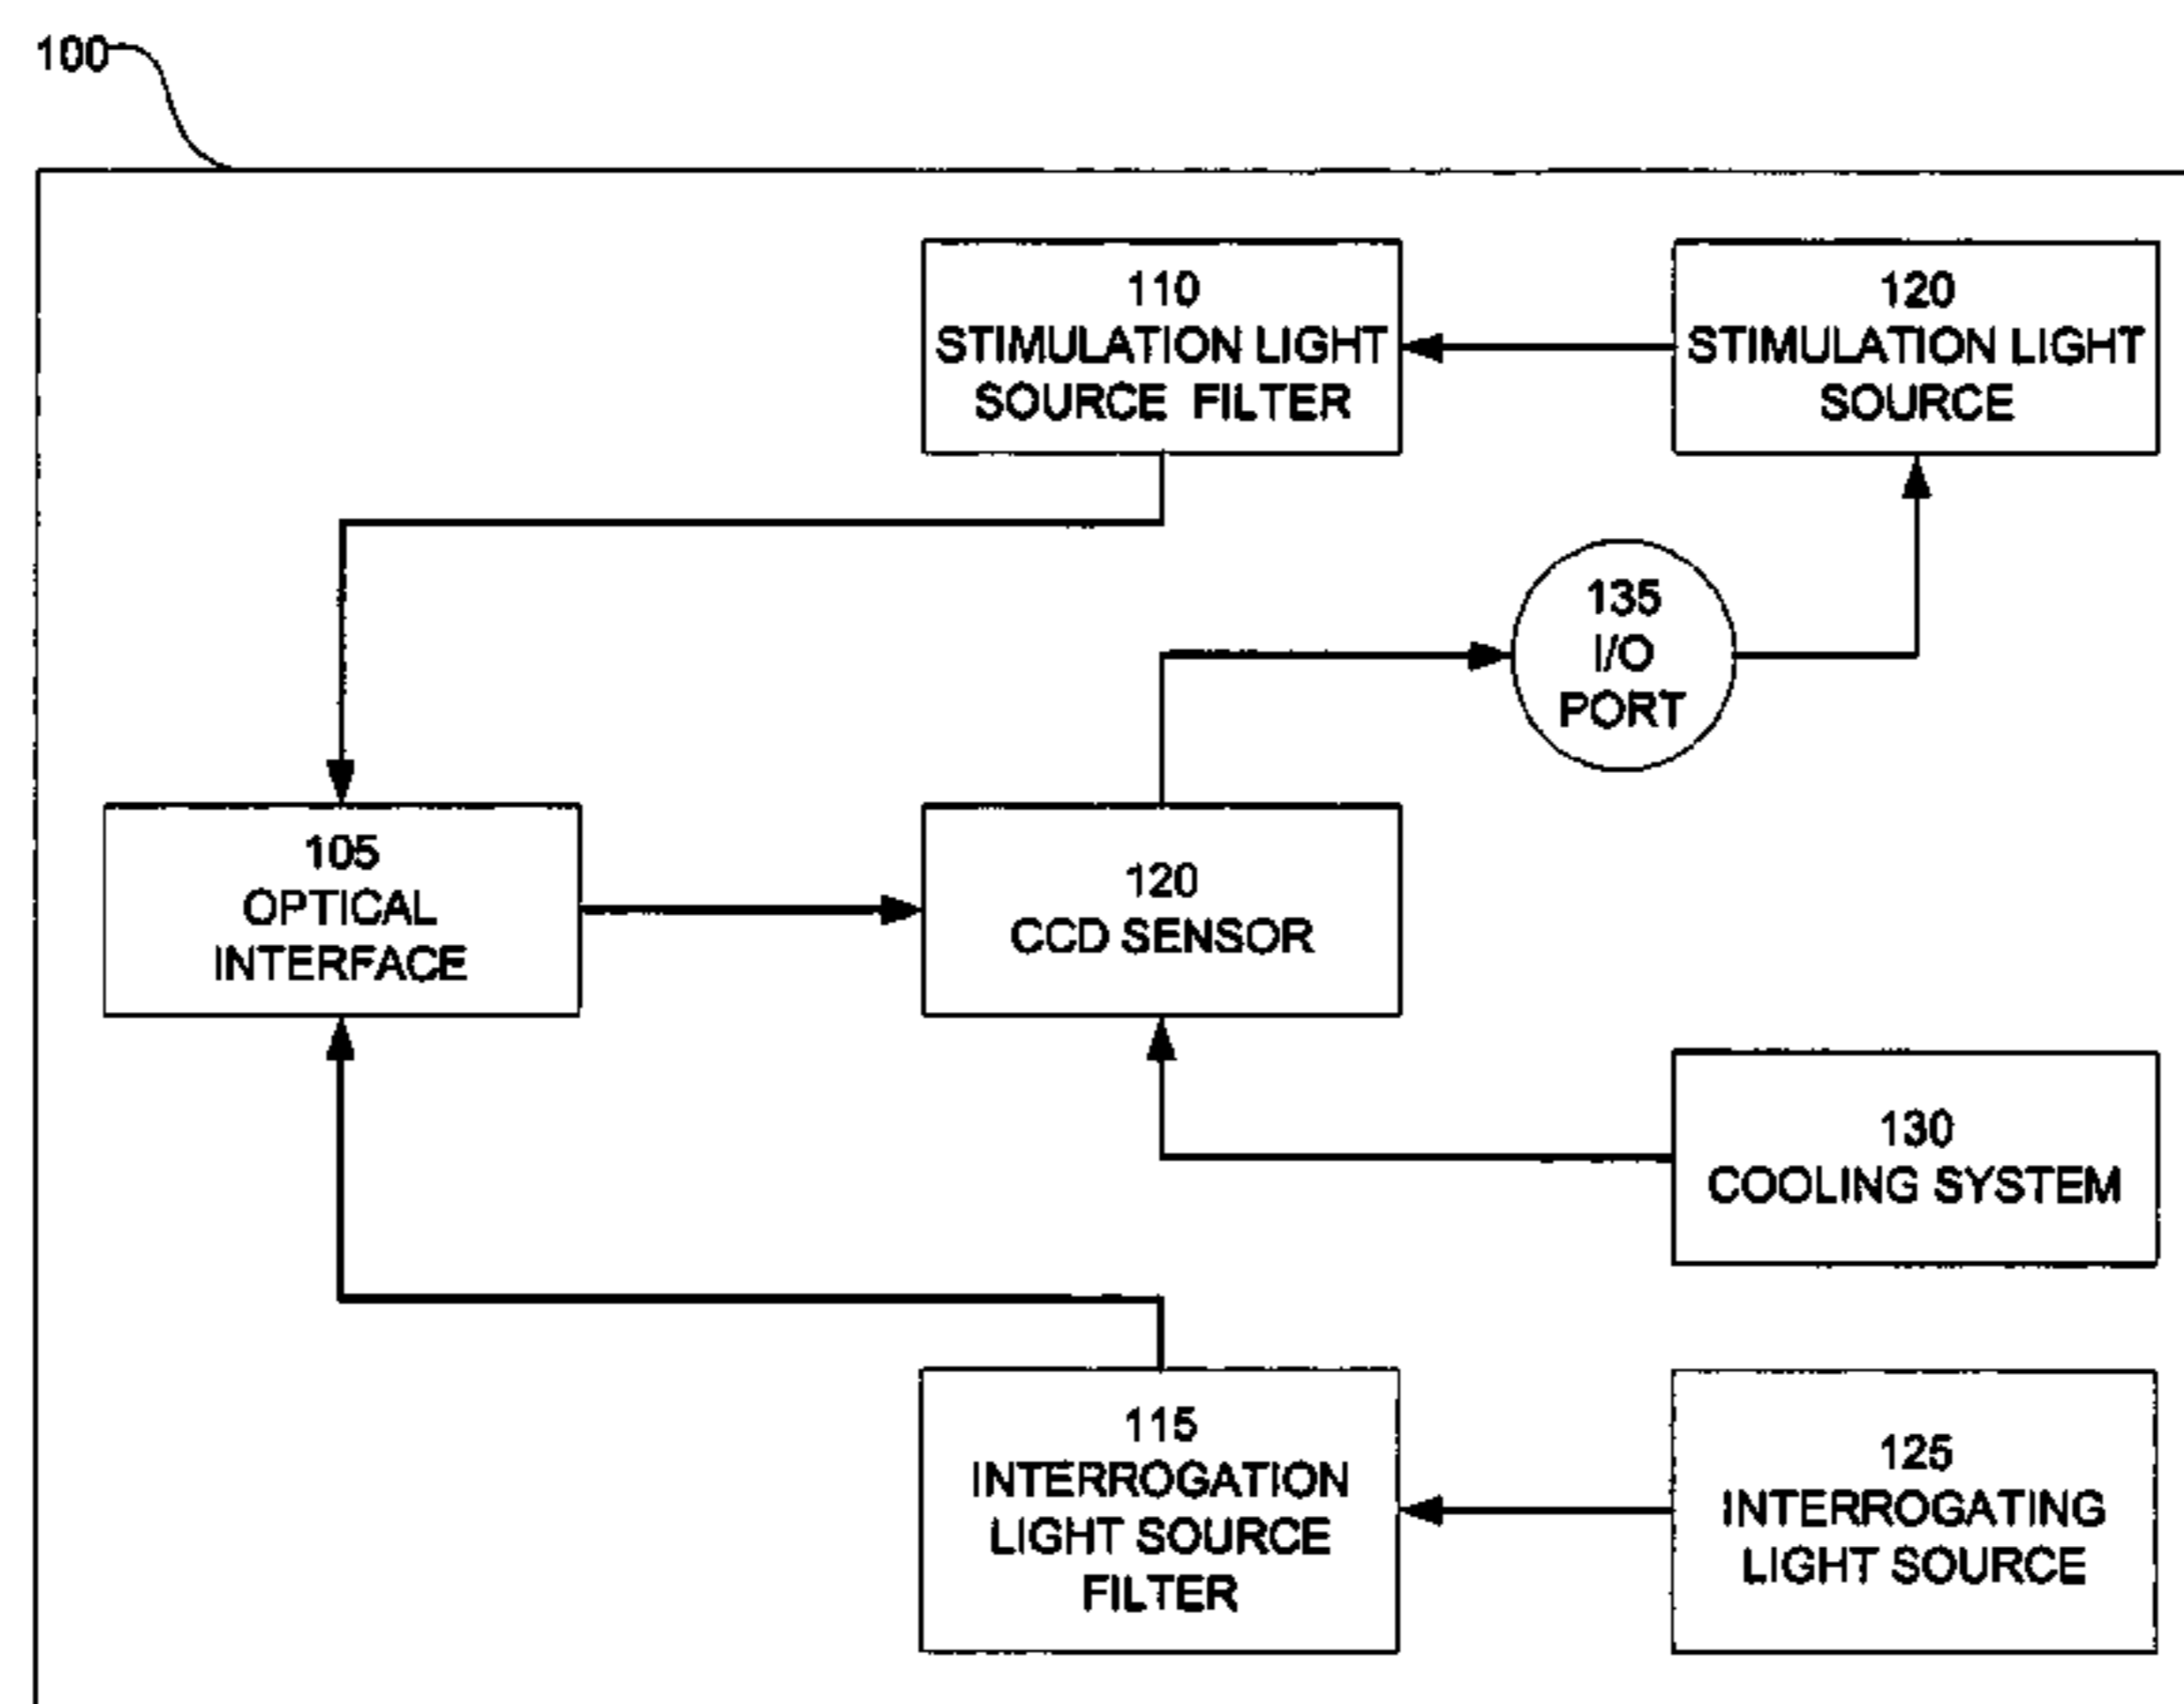 100
110
STIMULATION LIGHT
SOURCE FILTER
120
STIMULATION LIGHT
SOURCE
135
I/O
PORT
105
OPTICAL
INTERFACE
120
CCD SENSOR
130
COOLING SYSTEM
115
INTERROGATION
LIGHT SOURCE
FILTER
125
INTERROGATING
LIGHT SOURCE